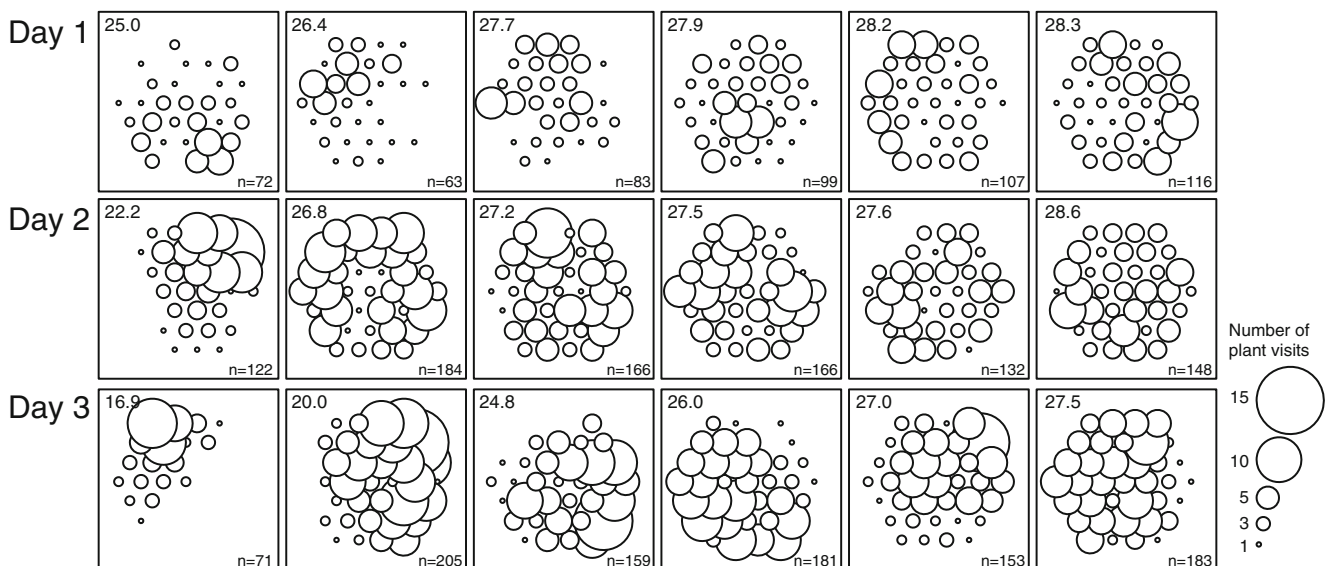 Day 1
25.0
n=72
26.4
n=63
27.7
n=83
27.9
n=99
28.2
n=107
28.3
n=116
Day 2
22.2
n=122
26.8
n=184
27.2
n=166
27.5
n=166
27.6
n=132
28.6
n=148
Day 3
16.9
n=71
20.0
n=205
24.8
n=159
26.0
n=181
27.0
n=153
27.5
n=183
Number of
plant visits
15
10
5
3
1